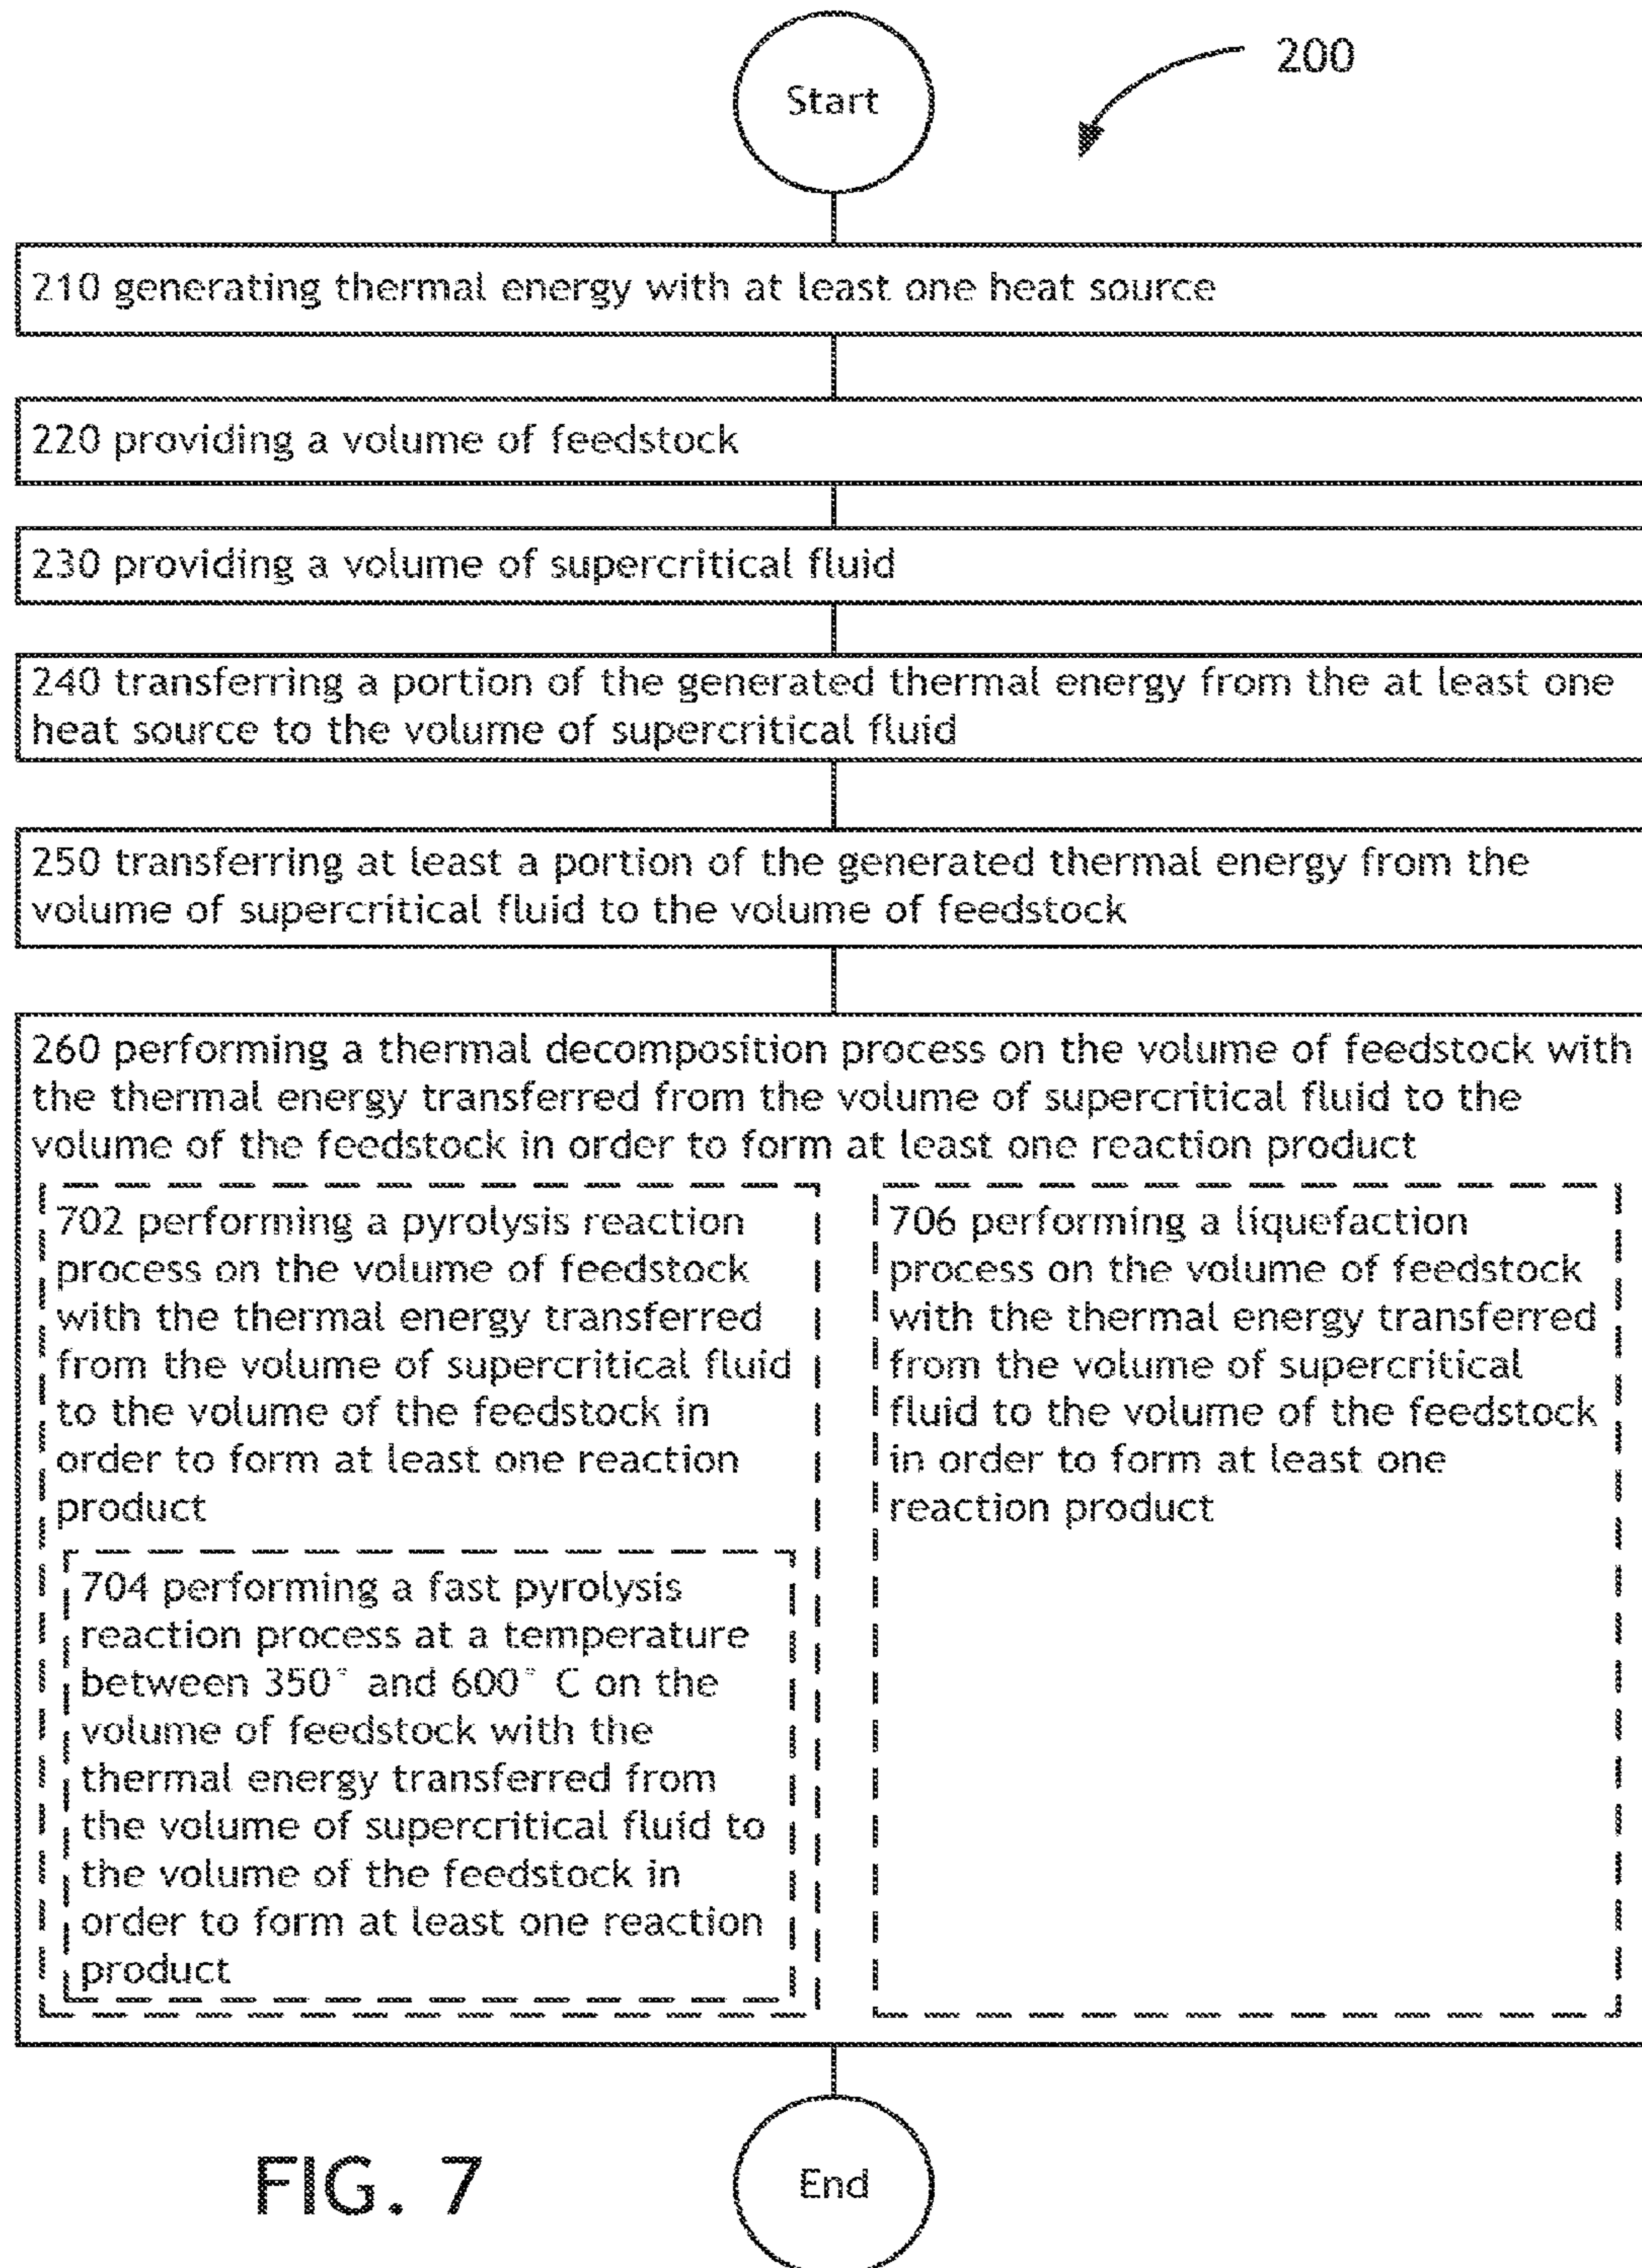 Start
200
210 generating thermal energy with at least one heat source
220 providing a volume of feedstock
230 providing a volume of supercritical fluid
240 transferring a portion of the generated thermal energy from the at least one
heat source to the volume of supercritical fluid
250 transferring at least a portion of the generated thermal energy from the
volume of supercritical fluid to the volume of feedstock
260 performing a thermal decomposition process on the volume of feedstock with
the thermal energy transferred from the volume of supercritical fluid to the
volume of the feedstock in order to form at least one reaction product
702 performing a pyrolysis reaction
process on the volume of feedstock
with the thermal energy transferred
from the volume of supercritical fluid
to the volume of the feedstock in
order to form at least one reaction
product
704 performing a fast pyrolysis
reaction process at a temperature
between 350° and 600° C on the
volume of feedstock with the
thermal energy transferred from
the volume of supercritical fluid to
the volume of the feedstock in
order to form at least one reaction
product
706 performing a liquefaction
process on the volume of feedstock
with the thermal energy transferred
from the volume of supercritical
fluid to the volume of the feedstock
in order to form at least one
reaction product
End
FIG. 7